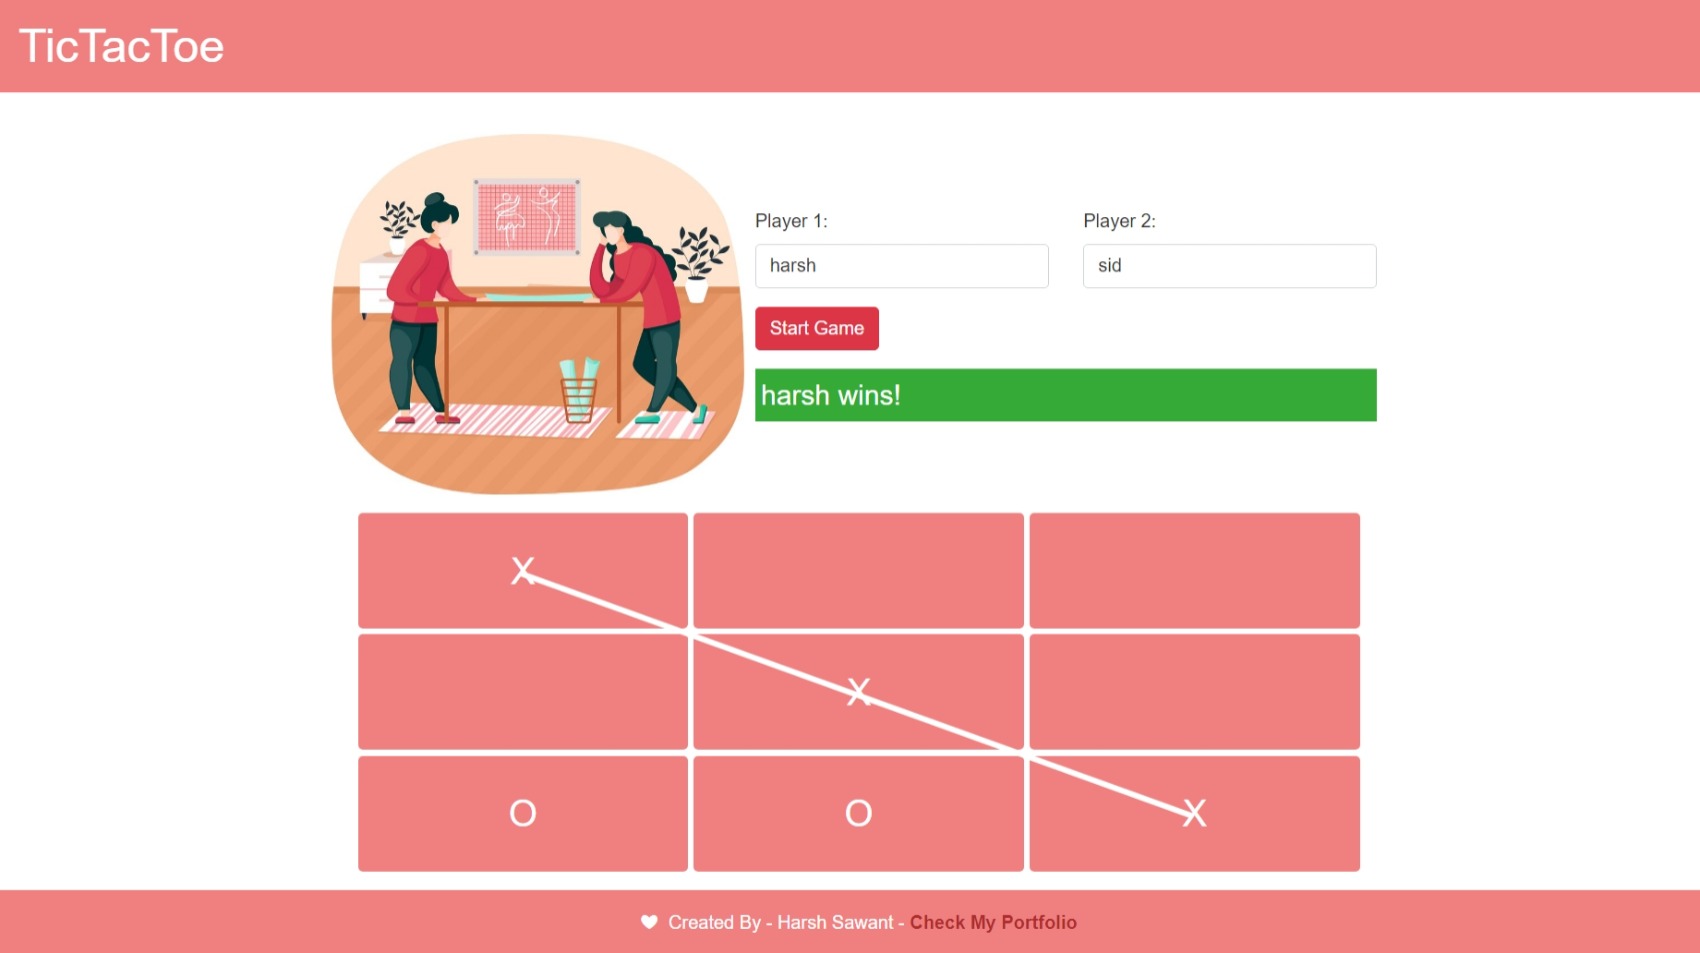 TicTacToe
Player 1:
Player 2:
harsh
sid
Start Game
harsh wins!
X
X
O
O
X
Created By - Harsh Sawant - Check My Portfolio